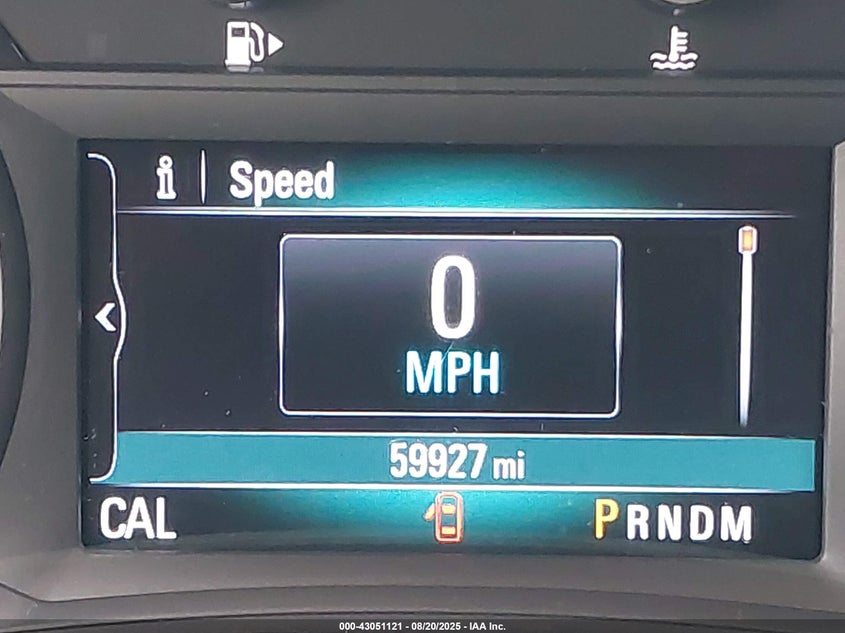 i | Speed
0
MPH
59927 mi
CAL
PRNDM
000-43051121 - 08/20/2025 - IAA Inc.